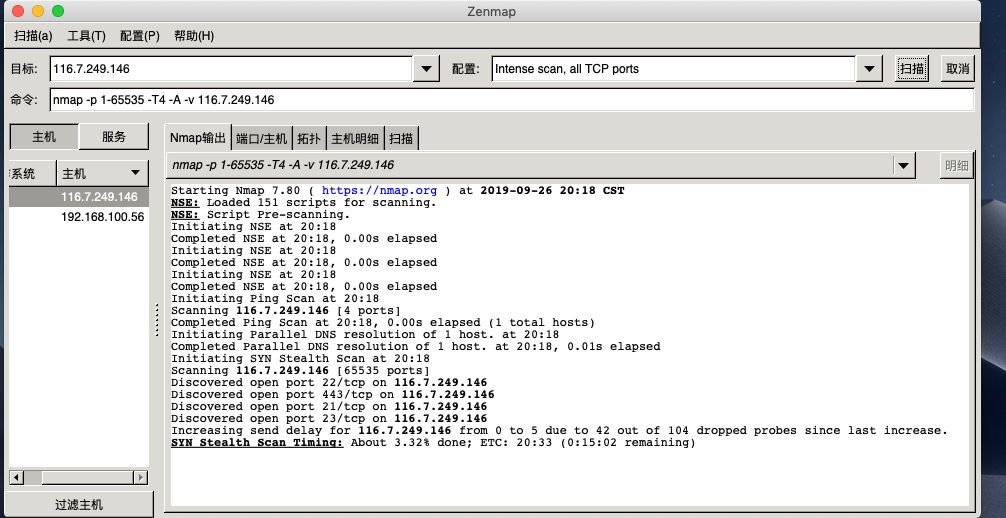 Zenmap
扫描(a) 工具(T) 配置(P) 帮助(H)
目标: 116.7.249.146 配置: Intense scan, all TCP ports 扫描 取消
命令: nmap -p 1-65535 -T4 -A -v 116.7.249.146
主机 服务 Nmap输出 端口/主机 拓扑 主机明细 扫描
系统 主机 nmap -p 1-65535 -T4 -A -v 116.7.249.146 明细
116.7.249.146
192.168.100.56
Starting Nmap 7.80 ( https://nmap.org ) at 2019-09-26 20:18 CST
NSE: Loaded 151 scripts for scanning.
NSE: Script Pre-scanning.
Initiating NSE at 20:18
Completed NSE at 20:18, 0.00s elapsed
Initiating NSE at 20:18
Completed NSE at 20:18, 0.00s elapsed
Initiating NSE at 20:18
Completed NSE at 20:18, 0.00s elapsed
Initiating Ping Scan at 20:18
Scanning 116.7.249.146 [4 ports]
Completed Ping Scan at 20:18, 0.00s elapsed (1 total hosts)
Initiating Parallel DNS resolution of 1 host. at 20:18
Completed Parallel DNS resolution of 1 host. at 20:18, 0.01s elapsed
Initiating SYN Stealth Scan at 20:18
Scanning 116.7.249.146 [65535 ports]
Discovered open port 22/tcp on 116.7.249.146
Discovered open port 443/tcp on 116.7.249.146
Discovered open port 21/tcp on 116.7.249.146
Discovered open port 23/tcp on 116.7.249.146
Increasing send delay for 116.7.249.146 from 0 to 5 due to 42 out of 104 dropped probes since last increase.
SYN Stealth Scan Timing: About 3.32% done; ETC: 20:33 (0:15:02 remaining)
过滤主机